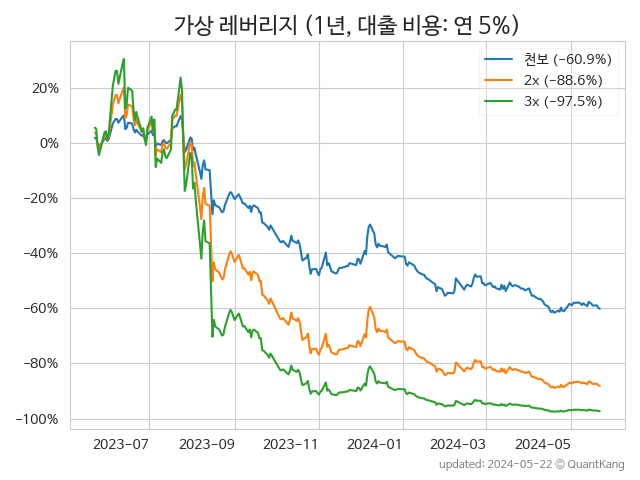 가상 레버리지 (1년, 대출 비용: 연 5%)
천보 (−60.9%)
2x (−88.6%)
3x (−97.5%)
20%
0%
−20%
−40%
−60%
−80%
−100%
2023-07
2023-09
2023-11
2024-01
2024-03
2024-05
updated: 2024-05-22 © QuantKang